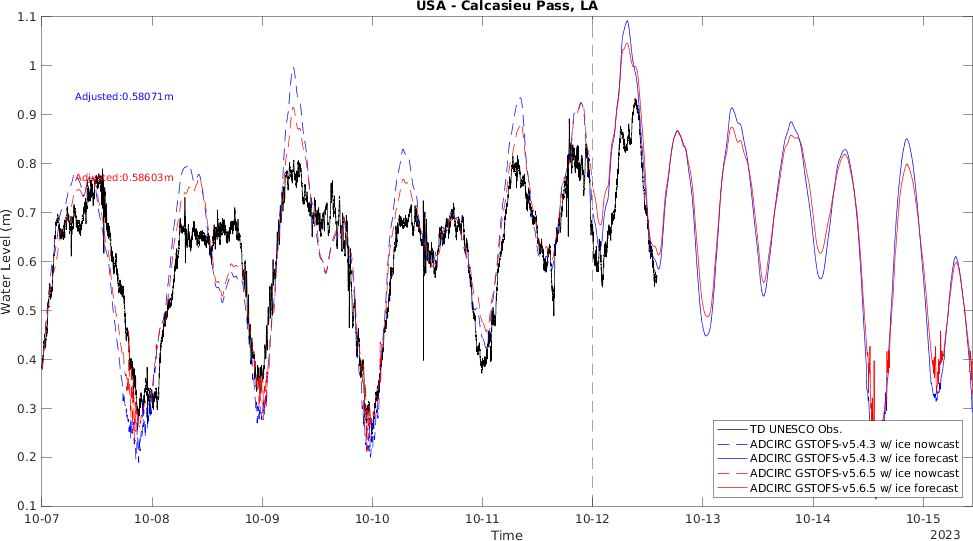 USA - Calcasieu Pass, LA
1.1
1
0.9
0.8
0.7
0.6
0.5
0.4
0.3
0.2
0.1
Water Level (m)
Adjusted:0.58071m
Adjusted:0.58603m
TD UNESCO Obs.
ADCIRC GSTOFS-v5.4.3 w/ ice nowcast
ADCIRC GSTOFS-v5.4.3 w/ ice forecast
ADCIRC GSTOFS-v5.6.5 w/ ice nowcast
ADCIRC GSTOFS-v5.6.5 w/ ice forecast
10-07 10-08 10-09 10-10 10-11 10-12 10-13 10-14 10-15
Time
2023